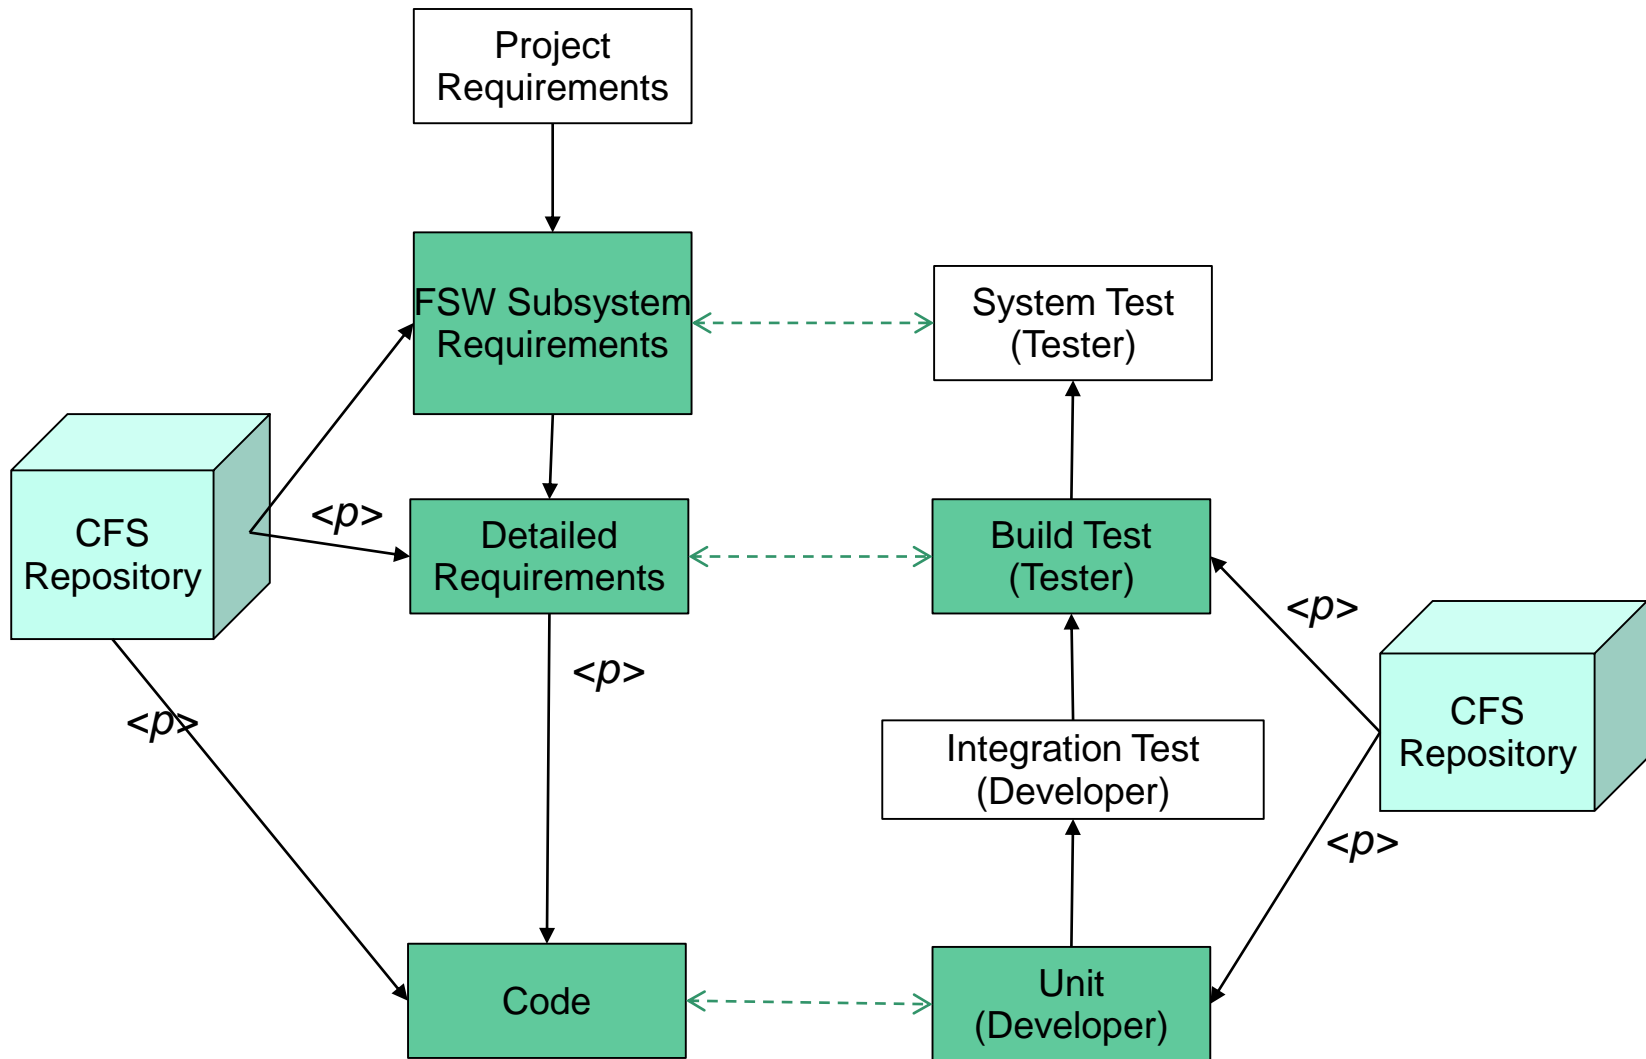 Project
Requirements
FSW Subsystem
Requirements
System Test
(Tester)
CFS
Repository
<p>
Detailed
Requirements
Build Test
(Tester)
<p>
<p>
<p>
CFS
Repository
Integration Test
(Developer)
<p>
Code
Unit
(Developer)